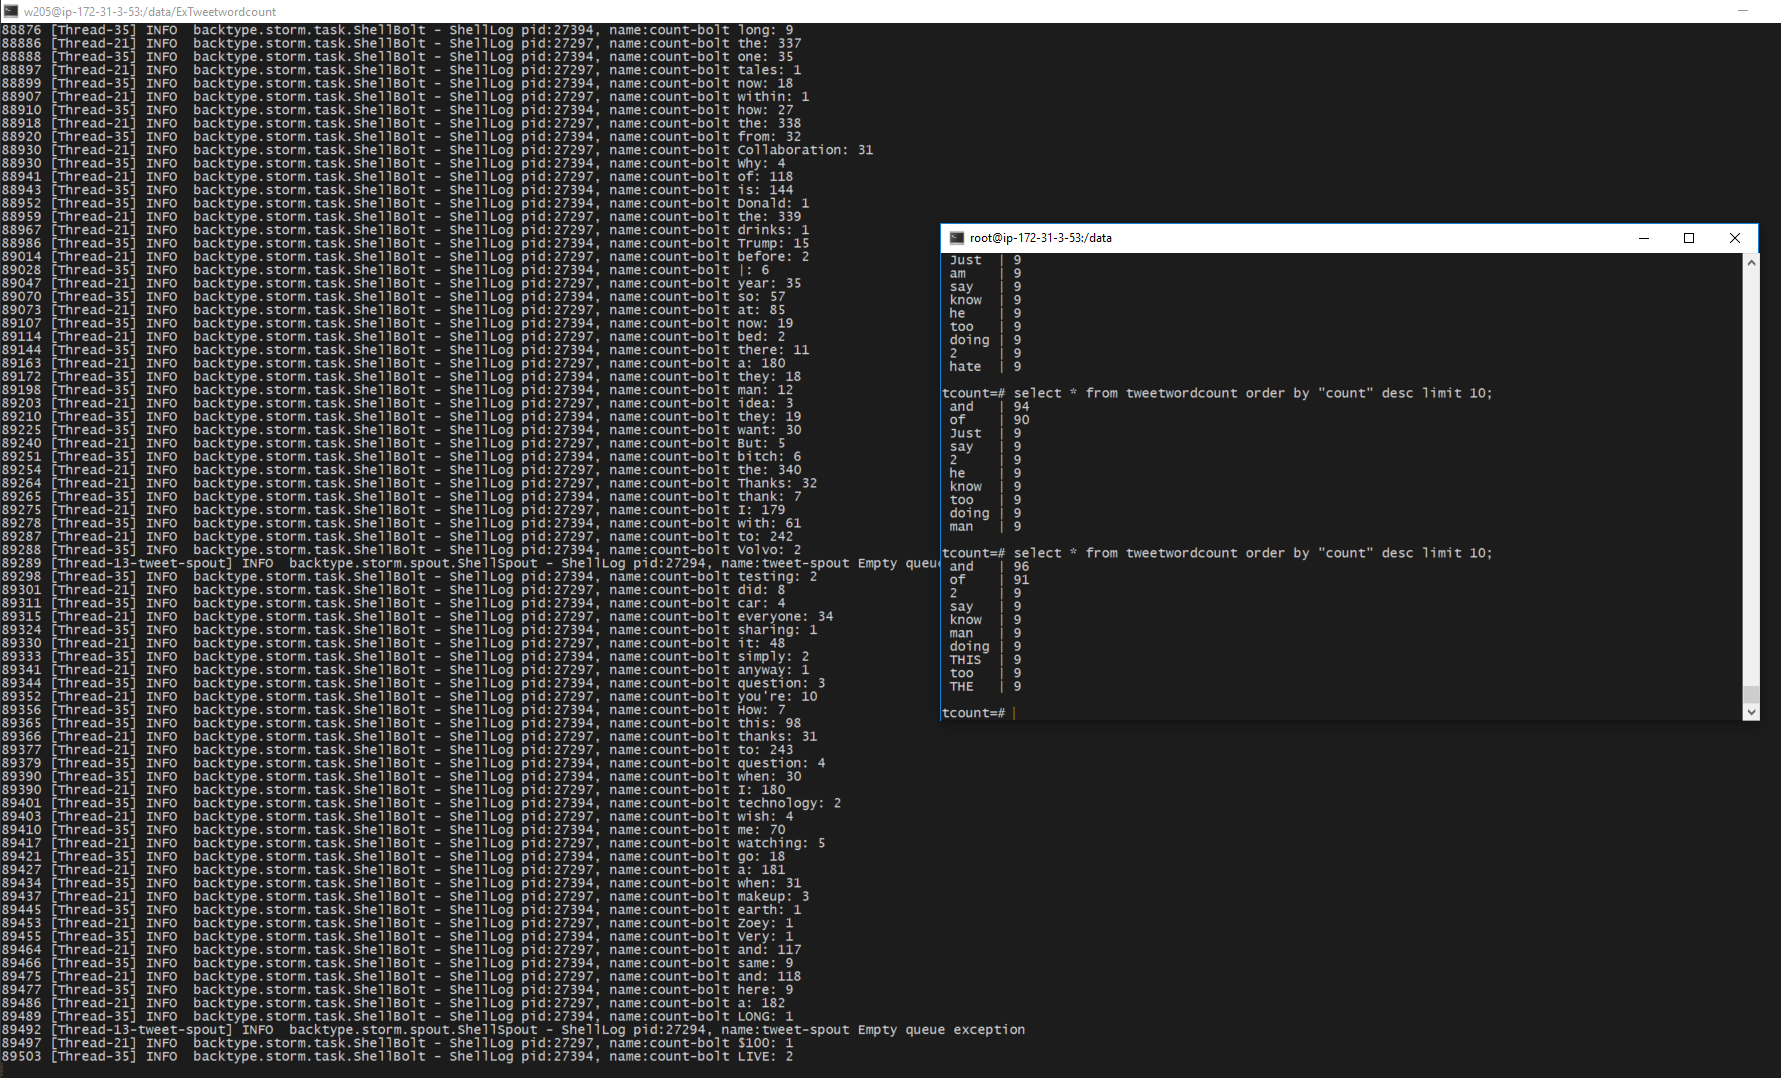 w205@ip-172-31-3-53:/data/ExTweetwordcount
88876 [Thread-35] INFO  backtype.storm.task.ShellBolt - ShellLog pid:27394, name:count-bolt long: 9
88886 [Thread-21] INFO  backtype.storm.task.ShellBolt - ShellLog pid:27297, name:count-bolt the: 337
88888 [Thread-35] INFO  backtype.storm.task.ShellBolt - ShellLog pid:27394, name:count-bolt one: 35
88897 [Thread-21] INFO  backtype.storm.task.ShellBolt - ShellLog pid:27297, name:count-bolt tales: 1
88899 [Thread-35] INFO  backtype.storm.task.ShellBolt - ShellLog pid:27394, name:count-bolt now: 18
88907 [Thread-21] INFO  backtype.storm.task.ShellBolt - ShellLog pid:27297, name:count-bolt within: 1
88910 [Thread-35] INFO  backtype.storm.task.ShellBolt - ShellLog pid:27394, name:count-bolt how: 27
88918 [Thread-21] INFO  backtype.storm.task.ShellBolt - ShellLog pid:27297, name:count-bolt the: 338
88920 [Thread-35] INFO  backtype.storm.task.ShellBolt - ShellLog pid:27394, name:count-bolt from: 32
88930 [Thread-21] INFO  backtype.storm.task.ShellBolt - ShellLog pid:27297, name:count-bolt Collaboration: 31
88930 [Thread-35] INFO  backtype.storm.task.ShellBolt - ShellLog pid:27394, name:count-bolt Why: 4
88941 [Thread-21] INFO  backtype.storm.task.ShellBolt - ShellLog pid:27297, name:count-bolt of: 118
88943 [Thread-35] INFO  backtype.storm.task.ShellBolt - ShellLog pid:27394, name:count-bolt is: 144
88952 [Thread-21] INFO  backtype.storm.task.ShellBolt - ShellLog pid:27297, name:count-bolt Donald: 1
88959 [Thread-21] INFO  backtype.storm.task.ShellBolt - ShellLog pid:27297, name:count-bolt the: 339
88967 [Thread-21] INFO  backtype.storm.task.ShellBolt - ShellLog pid:27297, name:count-bolt drinks: 1
88986 [Thread-35] INFO  backtype.storm.task.ShellBolt - ShellLog pid:27394, name:count-bolt Trump: 15
89014 [Thread-21] INFO  backtype.storm.task.ShellBolt - ShellLog pid:27297, name:count-bolt before: 2
89028 [Thread-35] INFO  backtype.storm.task.ShellBolt - ShellLog pid:27394, name:count-bolt |: 6
89047 [Thread-21] INFO  backtype.storm.task.ShellBolt - ShellLog pid:27297, name:count-bolt year: 35
89070 [Thread-35] INFO  backtype.storm.task.ShellBolt - ShellLog pid:27394, name:count-bolt so: 57
89073 [Thread-21] INFO  backtype.storm.task.ShellBolt - ShellLog pid:27297, name:count-bolt at: 85
89107 [Thread-35] INFO  backtype.storm.task.ShellBolt - ShellLog pid:27394, name:count-bolt now: 19
89114 [Thread-21] INFO  backtype.storm.task.ShellBolt - ShellLog pid:27297, name:count-bolt bed: 2
89144 [Thread-35] INFO  backtype.storm.task.ShellBolt - ShellLog pid:27394, name:count-bolt there: 11
89163 [Thread-21] INFO  backtype.storm.task.ShellBolt - ShellLog pid:27297, name:count-bolt a: 180
89172 [Thread-35] INFO  backtype.storm.task.ShellBolt - ShellLog pid:27394, name:count-bolt they: 18
89198 [Thread-35] INFO  backtype.storm.task.ShellBolt - ShellLog pid:27394, name:count-bolt man: 12
89203 [Thread-21] INFO  backtype.storm.task.ShellBolt - ShellLog pid:27297, name:count-bolt idea: 3
89210 [Thread-35] INFO  backtype.storm.task.ShellBolt - ShellLog pid:27394, name:count-bolt they: 19
89225 [Thread-35] INFO  backtype.storm.task.ShellBolt - ShellLog pid:27394, name:count-bolt want: 30
89240 [Thread-21] INFO  backtype.storm.task.ShellBolt - ShellLog pid:27297, name:count-bolt But: 5
89251 [Thread-35] INFO  backtype.storm.task.ShellBolt - ShellLog pid:27394, name:count-bolt bitch: 6
89254 [Thread-21] INFO  backtype.storm.task.ShellBolt - ShellLog pid:27297, name:count-bolt the: 340
89264 [Thread-21] INFO  backtype.storm.task.ShellBolt - ShellLog pid:27297, name:count-bolt Thanks: 32
89265 [Thread-35] INFO  backtype.storm.task.ShellBolt - ShellLog pid:27394, name:count-bolt thank: 7
89275 [Thread-21] INFO  backtype.storm.task.ShellBolt - ShellLog pid:27297, name:count-bolt I: 179
89278 [Thread-35] INFO  backtype.storm.task.ShellBolt - ShellLog pid:27394, name:count-bolt with: 61
89287 [Thread-21] INFO  backtype.storm.task.ShellBolt - ShellLog pid:27297, name:count-bolt to: 242
89288 [Thread-35] INFO  backtype.storm.task.ShellBolt - ShellLog pid:27394, name:count-bolt Volvo: 2
89289 [Thread-13-tweet-spout] INFO  backtype.storm.spout.ShellSpout - ShellLog pid:27294, name:tweet-spout Empty queue
89298 [Thread-35] INFO  backtype.storm.task.ShellBolt - ShellLog pid:27394, name:count-bolt testing: 2
89301 [Thread-21] INFO  backtype.storm.task.ShellBolt - ShellLog pid:27297, name:count-bolt did: 8
89311 [Thread-35] INFO  backtype.storm.task.ShellBolt - ShellLog pid:27394, name:count-bolt car: 4
89315 [Thread-21] INFO  backtype.storm.task.ShellBolt - ShellLog pid:27297, name:count-bolt everyone: 34
89324 [Thread-35] INFO  backtype.storm.task.ShellBolt - ShellLog pid:27394, name:count-bolt sharing: 1
89330 [Thread-21] INFO  backtype.storm.task.ShellBolt - ShellLog pid:27297, name:count-bolt it: 48
89333 [Thread-35] INFO  backtype.storm.task.ShellBolt - ShellLog pid:27394, name:count-bolt simply: 2
89341 [Thread-21] INFO  backtype.storm.task.ShellBolt - ShellLog pid:27297, name:count-bolt anyway: 1
89344 [Thread-35] INFO  backtype.storm.task.ShellBolt - ShellLog pid:27394, name:count-bolt question: 3
89352 [Thread-21] INFO  backtype.storm.task.ShellBolt - ShellLog pid:27297, name:count-bolt you're: 10
89356 [Thread-35] INFO  backtype.storm.task.ShellBolt - ShellLog pid:27394, name:count-bolt How: 7
89365 [Thread-35] INFO  backtype.storm.task.ShellBolt - ShellLog pid:27394, name:count-bolt this: 98
89366 [Thread-21] INFO  backtype.storm.task.ShellBolt - ShellLog pid:27297, name:count-bolt thanks: 31
89377 [Thread-21] INFO  backtype.storm.task.ShellBolt - ShellLog pid:27297, name:count-bolt to: 243
89379 [Thread-35] INFO  backtype.storm.task.ShellBolt - ShellLog pid:27394, name:count-bolt question: 4
89390 [Thread-35] INFO  backtype.storm.task.ShellBolt - ShellLog pid:27394, name:count-bolt when: 30
89390 [Thread-21] INFO  backtype.storm.task.ShellBolt - ShellLog pid:27297, name:count-bolt I: 180
89401 [Thread-35] INFO  backtype.storm.task.ShellBolt - ShellLog pid:27394, name:count-bolt technology: 2
89403 [Thread-21] INFO  backtype.storm.task.ShellBolt - ShellLog pid:27297, name:count-bolt wish: 4
89410 [Thread-35] INFO  backtype.storm.task.ShellBolt - ShellLog pid:27394, name:count-bolt me: 70
89417 [Thread-21] INFO  backtype.storm.task.ShellBolt - ShellLog pid:27297, name:count-bolt watching: 5
89421 [Thread-35] INFO  backtype.storm.task.ShellBolt - ShellLog pid:27394, name:count-bolt go: 18
89427 [Thread-21] INFO  backtype.storm.task.ShellBolt - ShellLog pid:27297, name:count-bolt a: 181
89434 [Thread-35] INFO  backtype.storm.task.ShellBolt - ShellLog pid:27394, name:count-bolt when: 31
89437 [Thread-21] INFO  backtype.storm.task.ShellBolt - ShellLog pid:27297, name:count-bolt makeup: 3
89445 [Thread-35] INFO  backtype.storm.task.ShellBolt - ShellLog pid:27394, name:count-bolt earth: 1
89453 [Thread-21] INFO  backtype.storm.task.ShellBolt - ShellLog pid:27297, name:count-bolt Zoey: 1
89455 [Thread-35] INFO  backtype.storm.task.ShellBolt - ShellLog pid:27394, name:count-bolt Very: 1
89464 [Thread-21] INFO  backtype.storm.task.ShellBolt - ShellLog pid:27297, name:count-bolt and: 117
89466 [Thread-35] INFO  backtype.storm.task.ShellBolt - ShellLog pid:27394, name:count-bolt same: 9
89475 [Thread-21] INFO  backtype.storm.task.ShellBolt - ShellLog pid:27297, name:count-bolt and: 118
89477 [Thread-35] INFO  backtype.storm.task.ShellBolt - ShellLog pid:27394, name:count-bolt here: 9
89486 [Thread-21] INFO  backtype.storm.task.ShellBolt - ShellLog pid:27297, name:count-bolt a: 182
89489 [Thread-35] INFO  backtype.storm.task.ShellBolt - ShellLog pid:27394, name:count-bolt LONG: 1
89492 [Thread-13-tweet-spout] INFO  backtype.storm.spout.ShellSpout - ShellLog pid:27294, name:tweet-spout Empty queue exception
89497 [Thread-21] INFO  backtype.storm.task.ShellBolt - ShellLog pid:27297, name:count-bolt $100: 1
89503 [Thread-35] INFO  backtype.storm.task.ShellBolt - ShellLog pid:27394, name:count-bolt LIVE: 2
root@ip-172-31-3-53:/data
Just | 9
am | 9
say | 9
know | 9
he | 9
too | 9
doing | 9
2 | 9
hate | 9
tcount=# select * from tweetwordcount order by "count" desc limit 10;
and | 94
of | 90
Just | 9
say | 9
2 | 9
he | 9
know | 9
too | 9
doing | 9
man | 9
tcount=# select * from tweetwordcount order by "count" desc limit 10;
and | 96
of | 91
2 | 9
say | 9
know | 9
man | 9
doing | 9
THIS | 9
too | 9
THE | 9
tcount=#